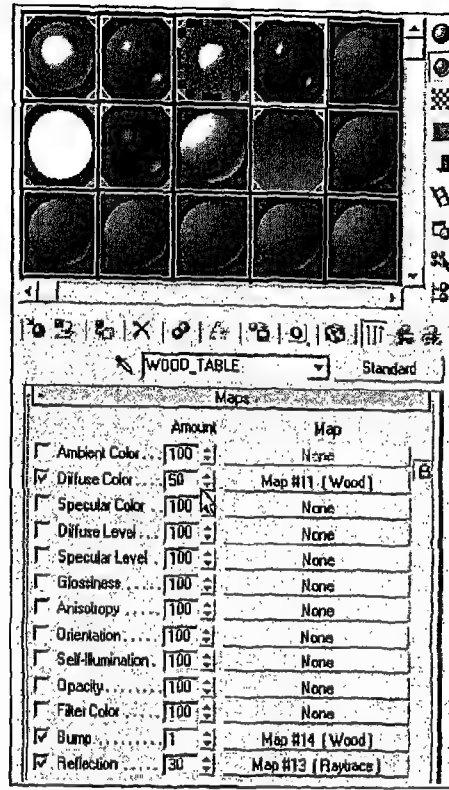 WOOD_TABLE
Standard
Maps
Amount Map
Ambient Color 100 None
Diffuse Color 50 Map #11 (Wood)
Specular Color 100 None
Diffuse Level 100 None
Specular Level 100 None
Glossiness 100 None
Anisotropy 100 None
Orientation 100 None
Self-Illumination 100 None
Opacity 100 None
Filter Color 100 None
Bump 1 Map #14 (Wood)
Reflection 30 Map #13 (Raytrace)